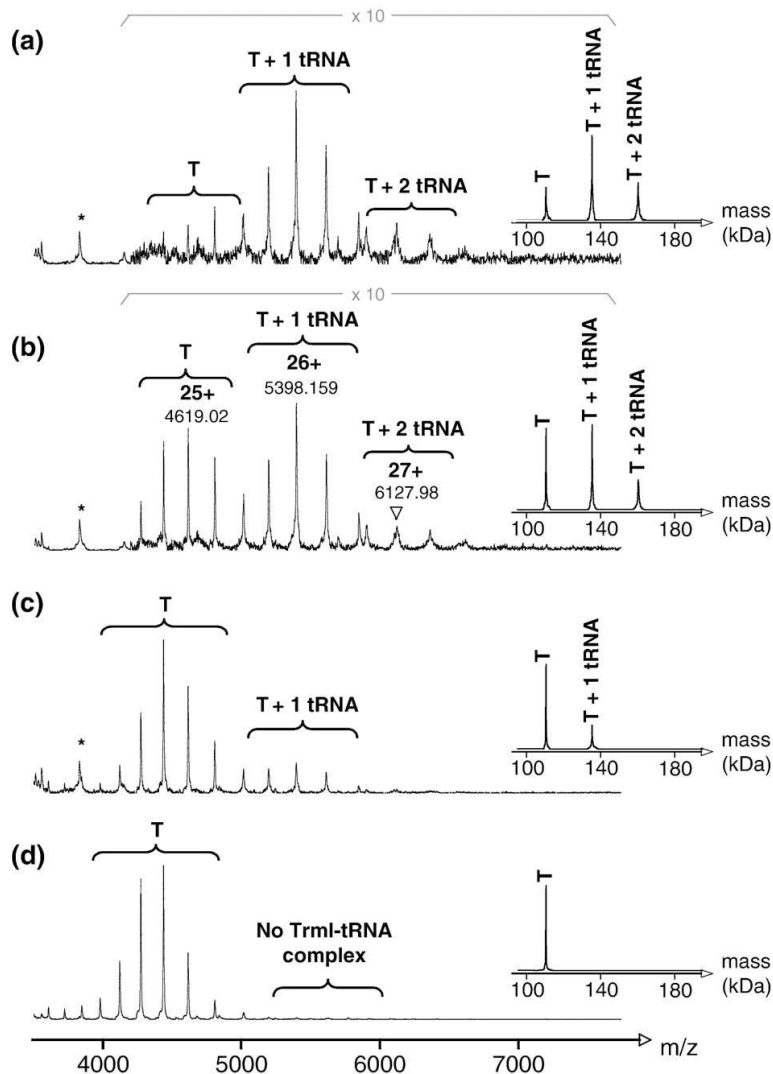 x 10
(a)
T + 1 tRNA
T
T + 2 tRNA
*
T
T + 1 tRNA
T + 2 tRNA
mass
(kDa)
100 140 180
x 10
(b)
T + 1 tRNA
T
26+
25+
5398.159
4619.02
T + 2 tRNA
27+
6127.98
*
T
T + 1 tRNA
T + 2 tRNA
mass
(kDa)
100 140 180
(c)
T
T + 1 tRNA
*
T
T + 1 tRNA
mass
(kDa)
100 140 180
(d)
T
No TrmI-tRNA
complex
T
mass
(kDa)
100 140 180
4000 5000 6000 7000 m/z